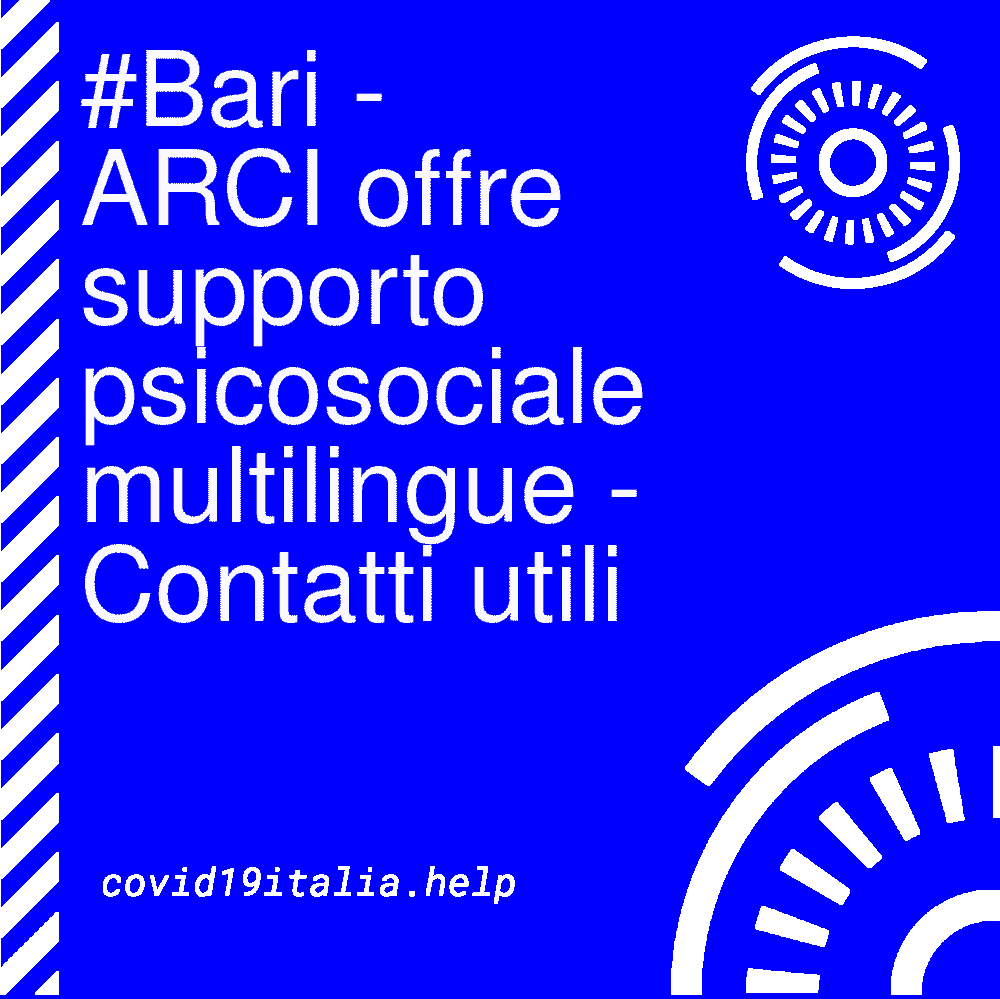 #Bari -
ARCI offre
supporto
psicosociale
multilingue -
Contatti utili
covid19italia.help